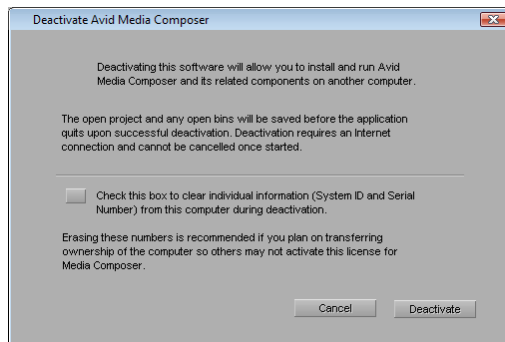 Deactivate Avid Media Composer
Deactivating this software will allow you to install and run Avid
Media Composer and its related components on another computer.
The open project and any open bins will be saved before the application
quits upon successful deactivation. Deactivation requires an Internet
connection and cannot be cancelled once started.
Check this box to clear individual information (System ID and Serial
Number) from this computer during deactivation.
Erasing these numbers is recommended if you plan on transferring
ownership of the computer so others may not activate this license for
Media Composer.
Cancel
Deactivate